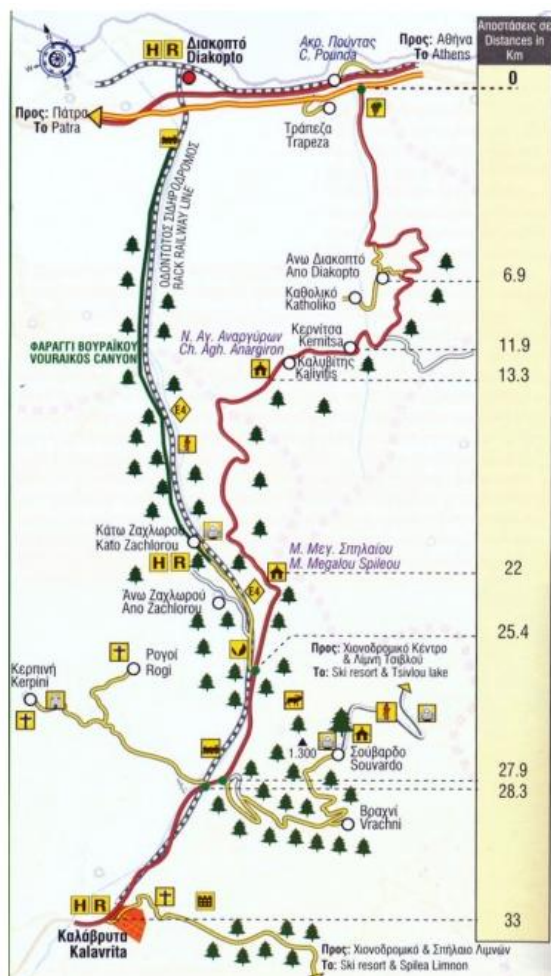 Αποστάσεις σε
Distances in
Km
H R
Διακοπτό
Diakopto
Ακρ. Πούντας
C. Pounda
Προς: Αθήνα
To Athens
0
Προς: Πάτρα
To Patra
Τράπεζα
Trapeza
ΟΔΟΝΤΩΤΟΣ ΣΙΔΗΡΟΔΡΟΜΟΣ
RACK RAILWAY LINE
Ανω Διακοπτό
Ano Diakopto
6.9
Καθολικό
Katholiko
Κερνίτσα
Kernitsa
11.9
Ν. Αγ. Αναργύρων
Ch. Agh. Anargiron
Καλυβίτης
Kalivitis
13.3
ΦΑΡΑΓΓΙ ΒΟΥΡΑΪΚΟΥ
VOURAIKOS CANYON
E4
Κάτω Ζαχλωρού
Kato Zachlorou
H R
Μ. Μεγ. Σπηλαίου
M. Megalou Spileou
22
E4
Άνω Ζαχλωρού
Ano Zachlorou
25.4
Προς: Χιονοδρομικό Κέντρο
& Λίμνη Τσιβλού
To: Ski resort & Tsivlou lake
Ρογοί
Rogi
Κερπινή
Kerpini
1.300
Σούβαρδο
Souvardo
27.9
28.3
Βραχνί
Vrachni
H R
Καλάβρυτα
Kalavrita
33
Προς: Χιονοδρομικό & Σπήλαιο Λιμνών
To: Ski resort & Spilea Limnon